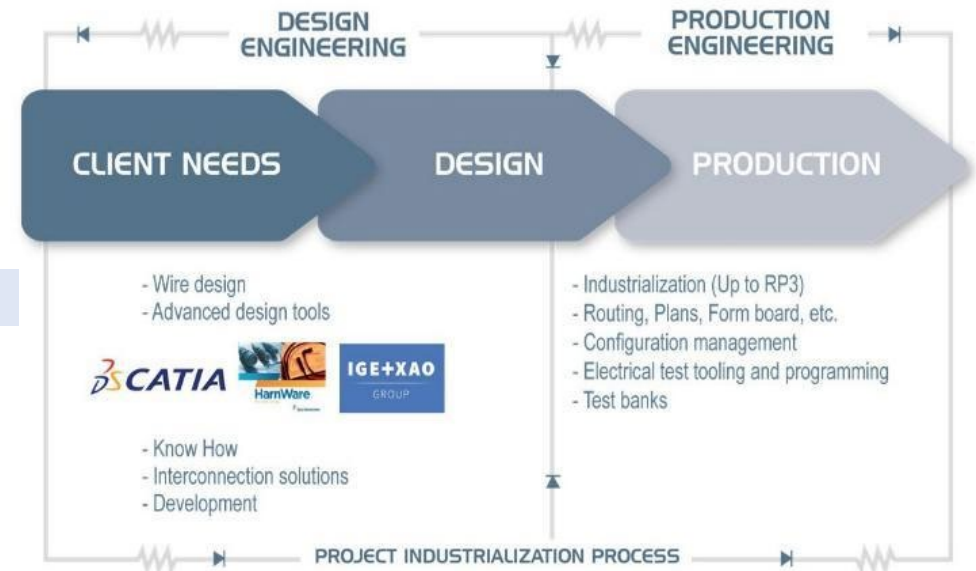 DESIGN
ENGINEERING
PRODUCTION
ENGINEERING
CLIENT NEEDS
DESIGN
PRODUCTION
- Wire design
- Advanced design tools
DS CATIA
HarnWare
IGE+XAO
GROUP
- Know How
- Interconnection solutions
- Development
- Industrialization (Up to RP3)
- Routing, Plans, Form board, etc.
- Configuration management
- Electrical test tooling and programming
- Test banks
PROJECT INDUSTRIALIZATION PROCESS